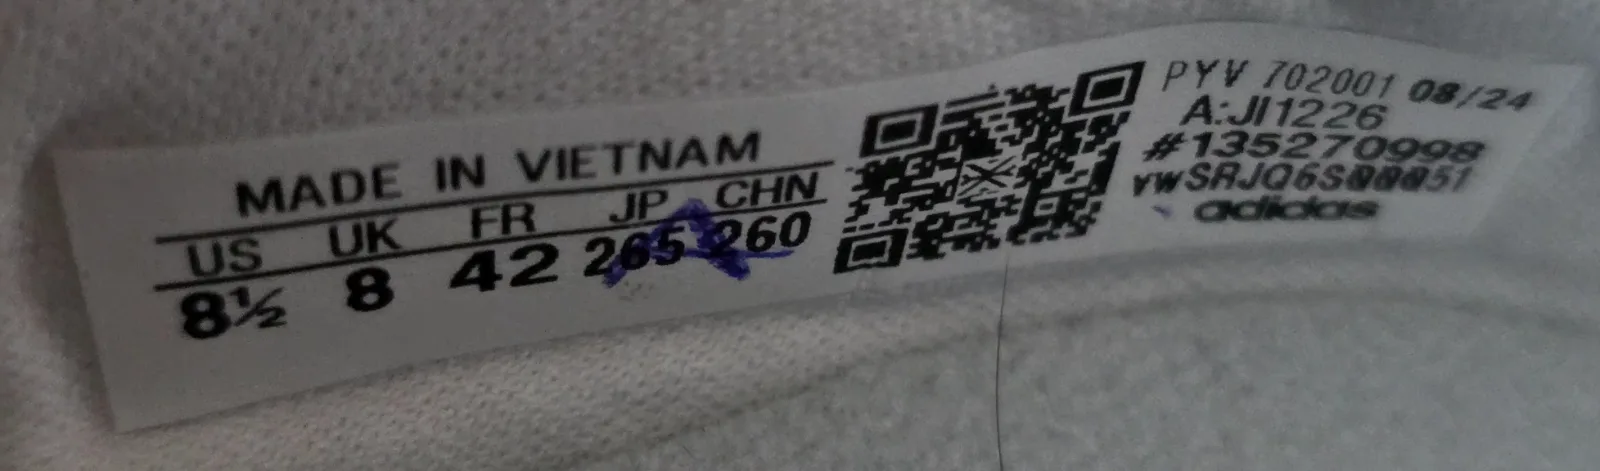 MADE IN VIETNAM
US UK FR JP CHN
8½ 8 42 265 260
PYV 702001 08/24
A:JI1226
#135270998
adidas